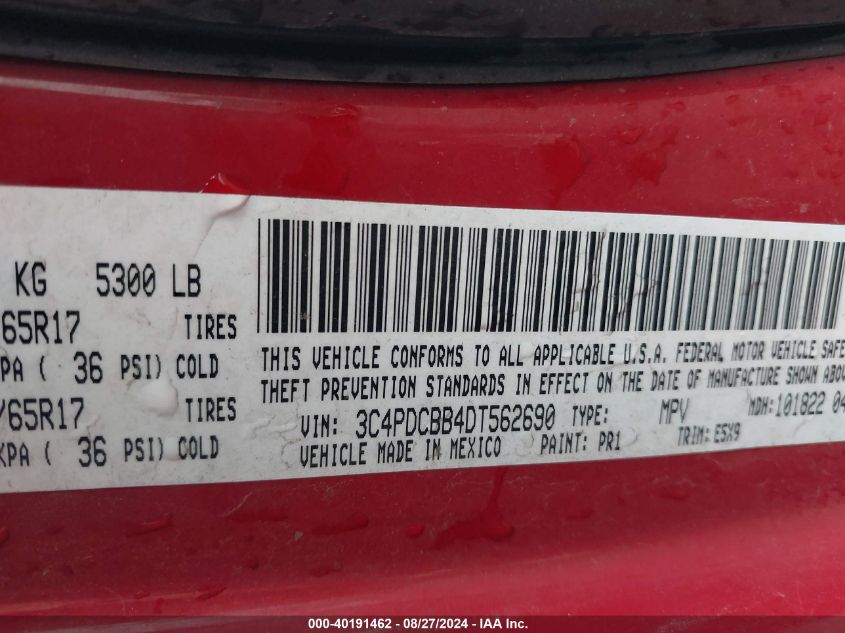 KG 5300 LB
/65R17 TIRES
KPA ( 36 PSI) COLD
/65R17 TIRES
KPA ( 36 PSI) COLD
THIS VEHICLE CONFORMS TO ALL APPLICABLE U.S.A. FEDERAL MOTOR VEHICLE SAFE
THEFT PREVENTION STANDARDS IN EFFECT ON THE DATE OF MANUFACTURE SHOWN ABOV
VIN: 3C4PDCBB4DT562690 TYPE: MPV MDH: 101822 04
VEHICLE MADE IN MEXICO PAINT: PR1 TRIM: E5X9
000-40191462 - 08/27/2024 - IAA Inc.